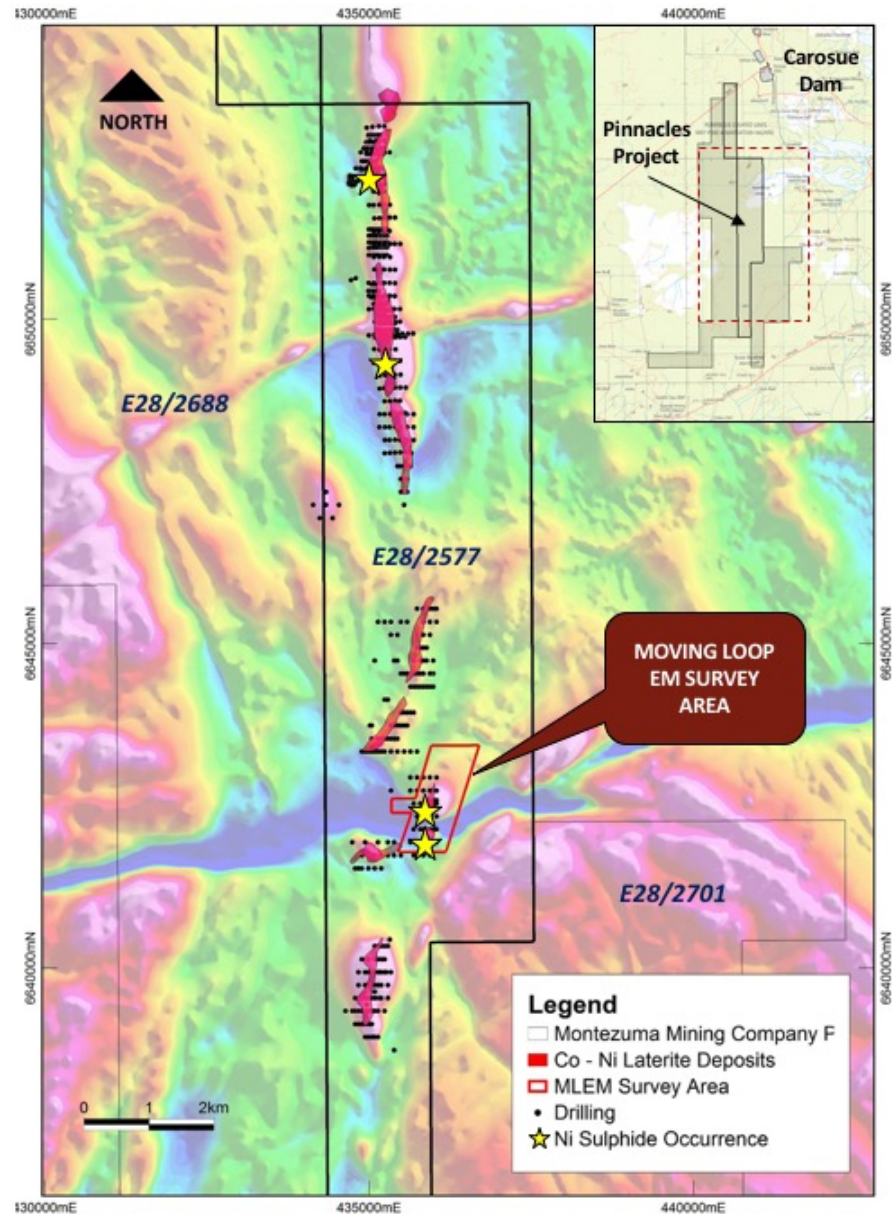 430000mE
435000mE
440000mE
NORTH
Carosue
Dam
Pinnacles
Project
6650000mN
6650000mN
E28/2688
E28/2577
6645000mN
6645000mN
MOVING LOOP
EM SURVEY
AREA
E28/2701
6640000mN
6640000mN
Legend
Montezuma Mining Company F
Co - Ni Laterite Deposits
MLEM Survey Area
Drilling
Ni Sulphide Occurrence
0 1 2km
430000mE
435000mE
440000mE